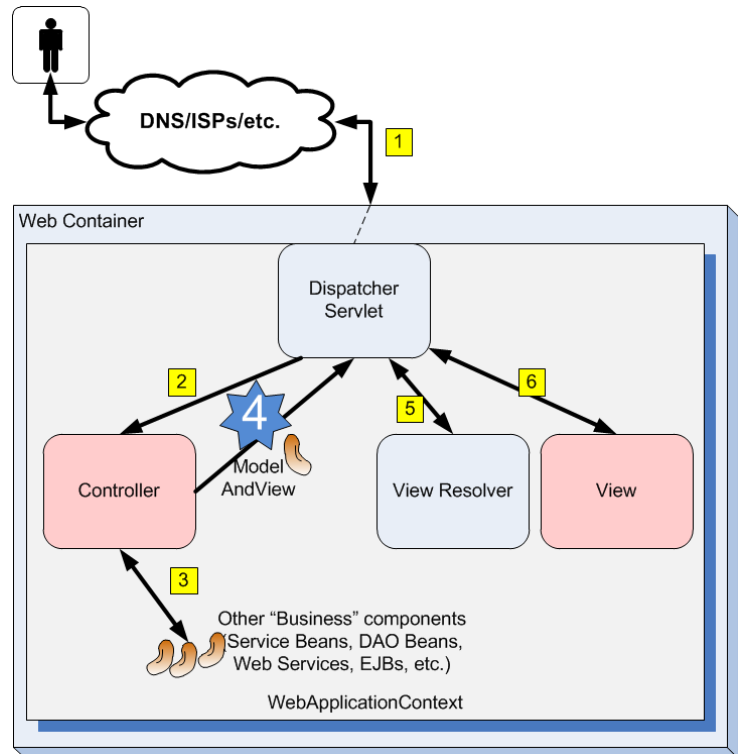 DNS/ISPs/etc.
1
Web Container
Dispatcher
Servlet
2
6
4
5
Model
AndView
Controller
View Resolver
View
3
Other “Business” components
(Service Beans, DAO Beans,
Web Services, EJBs, etc.)
WebApplicationContext